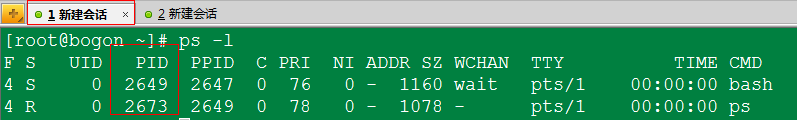 1 新建会话 × 2 新建会话
[root@bogon ~]# ps -l
F S UID PID PPID C PRI NI ADDR SZ WCHAN TTY TIME CMD
4 S 0 2649 2647 0 76 0 - 1160 wait pts/1 00:00:00 bash
4 R 0 2673 2649 0 78 0 - 1078 - pts/1 00:00:00 ps